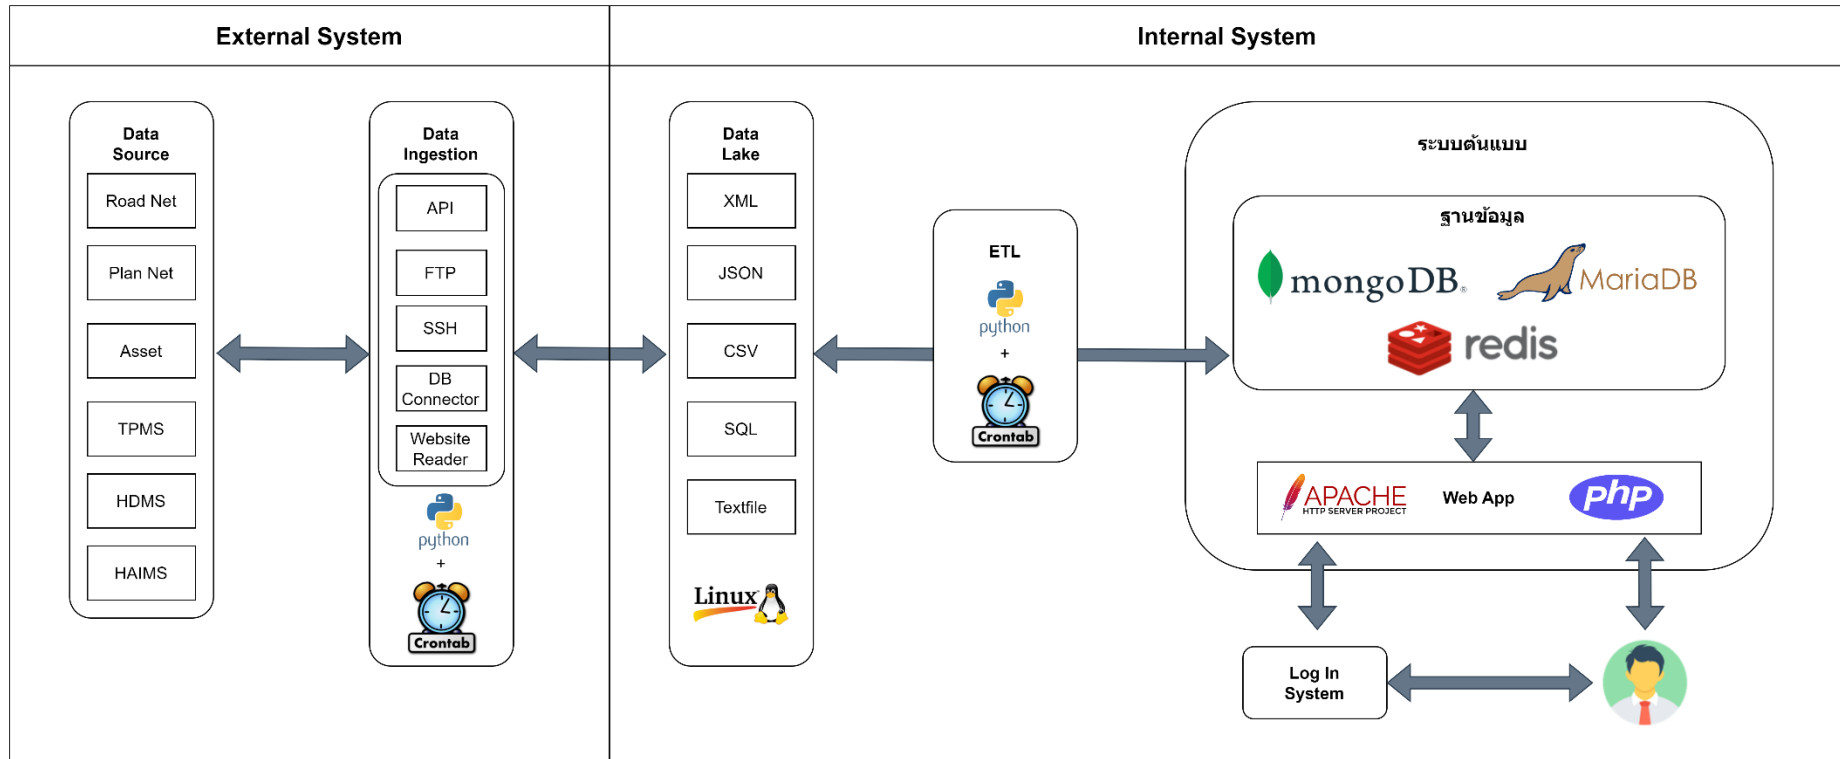 External System
Internal System
Data
Source
Road Net
Plan Net
Asset
TPMS
HDMS
HAIMS
Data
Ingestion
API
FTP
SSH
DB
Connector
Website
Reader
python
+
Crontab
Data
Lake
XML
JSON
CSV
SQL
Textfile
Linux
ETL
python
+
Crontab
ระบบต้นแบบ
ฐานข้อมูล
mongoDB®
MariaDB
redis
APACHE
HTTP SERVER PROJECT
Web App
php
Log In
System